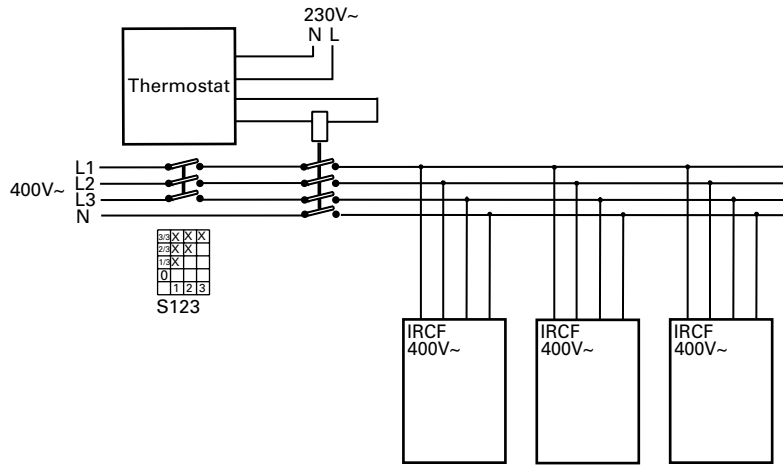 230V~
N L
Thermostat
L1
L2
400V~
L3
N
3/3 X X X
2/3 X X
1/3 X
0
1 2 3
S123
IRCF
400V~
IRCF
400V~
IRCF
400V~